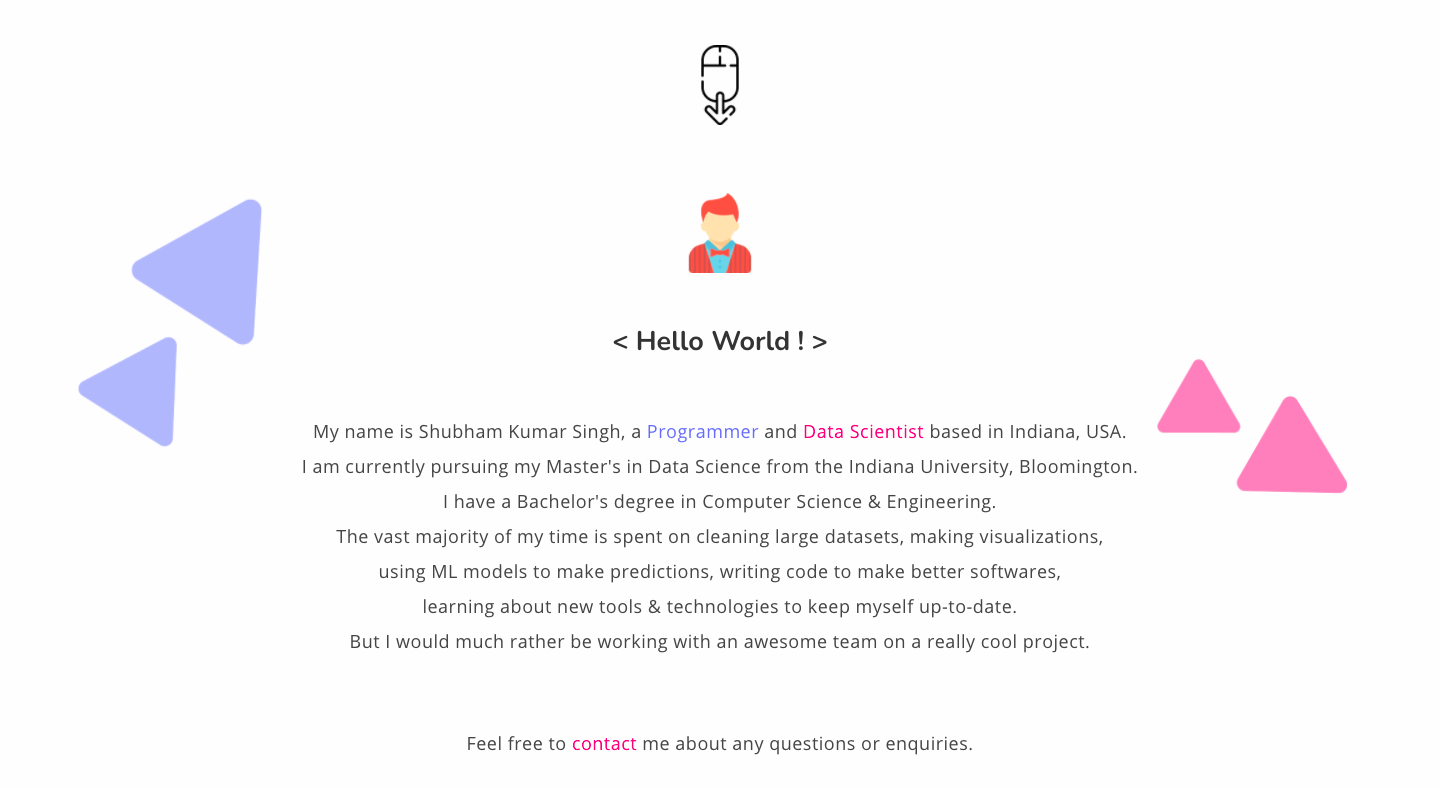 < Hello World ! >
My name is Shubham Kumar Singh, a Programmer and Data Scientist based in Indiana, USA.
I am currently pursuing my Master's in Data Science from the Indiana University, Bloomington.
I have a Bachelor's degree in Computer Science & Engineering.
The vast majority of my time is spent on cleaning large datasets, making visualizations,
using ML models to make predictions, writing code to make better softwares,
learning about new tools & technologies to keep myself up-to-date.
But I would much rather be working with an awesome team on a really cool project.
Feel free to contact me about any questions or enquiries.